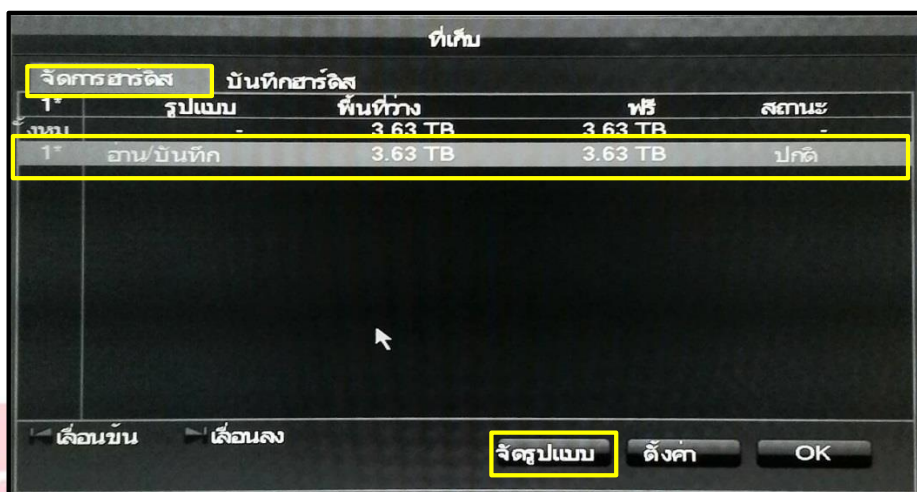 ที่เก็บ
จัดการฮาร์ดิส บันทึกฮาร์ดิส
1* รูปแบบ พื้นที่ว่าง ฟรี สถานะ
- 3.63 TB 3.63 TB -
1* อ่าน/บันทึก 3.63 TB 3.63 TB ปกติ
เลื่อนขึ้น เลื่อนลง
จัดรูปแบบ ตั้งค่า OK